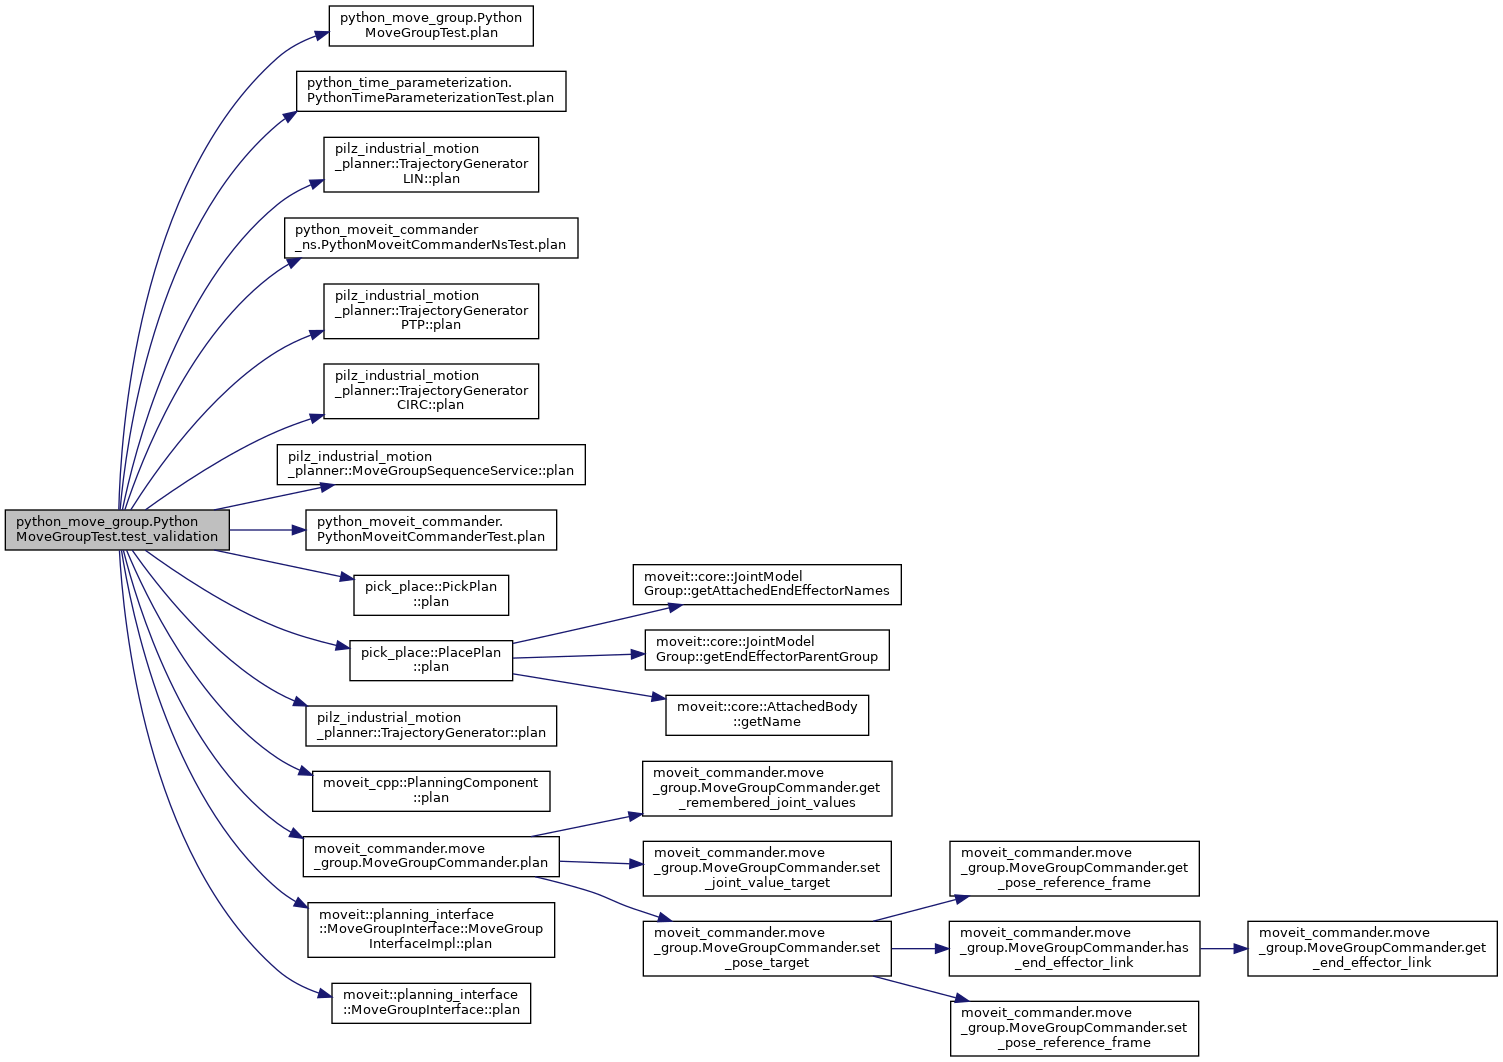 python_move_group.Python
MoveGroupTest.plan
python_time_parameterization.
PythonTimeParameterizationTest.plan
pilz_industrial_motion
_planner::TrajectoryGenerator
LIN::plan
python_moveit_commander
_ns.PythonMoveitCommanderNsTest.plan
pilz_industrial_motion
_planner::TrajectoryGenerator
PTP::plan
pilz_industrial_motion
_planner::TrajectoryGenerator
CIRC::plan
pilz_industrial_motion
_planner::MoveGroupSequenceService::plan
python_move_group.Python
MoveGroupTest.test_validation
python_moveit_commander.
PythonMoveitCommanderTest.plan
pick_place::PickPlan
::plan
moveit::core::JointModel
Group::getAttachedEndEffectorNames
pick_place::PlacePlan
::plan
moveit::core::JointModel
Group::getEndEffectorParentGroup
moveit::core::AttachedBody
::getName
pilz_industrial_motion
_planner::TrajectoryGenerator::plan
moveit_cpp::PlanningComponent
::plan
moveit_commander.move
_group.MoveGroupCommander.get
_remembered_joint_values
moveit_commander.move
_group.MoveGroupCommander.plan
moveit_commander.move
_group.MoveGroupCommander.set
_joint_value_target
moveit_commander.move
_group.MoveGroupCommander.get
_pose_reference_frame
moveit::planning_interface
::MoveGroupInterface::MoveGroup
InterfaceImpl::plan
moveit_commander.move
_group.MoveGroupCommander.set
_pose_target
moveit_commander.move
_group.MoveGroupCommander.has
_end_effector_link
moveit_commander.move
_group.MoveGroupCommander.get
_end_effector_link
moveit::planning_interface
::MoveGroupInterface::plan
moveit_commander.move
_group.MoveGroupCommander.set
_pose_reference_frame